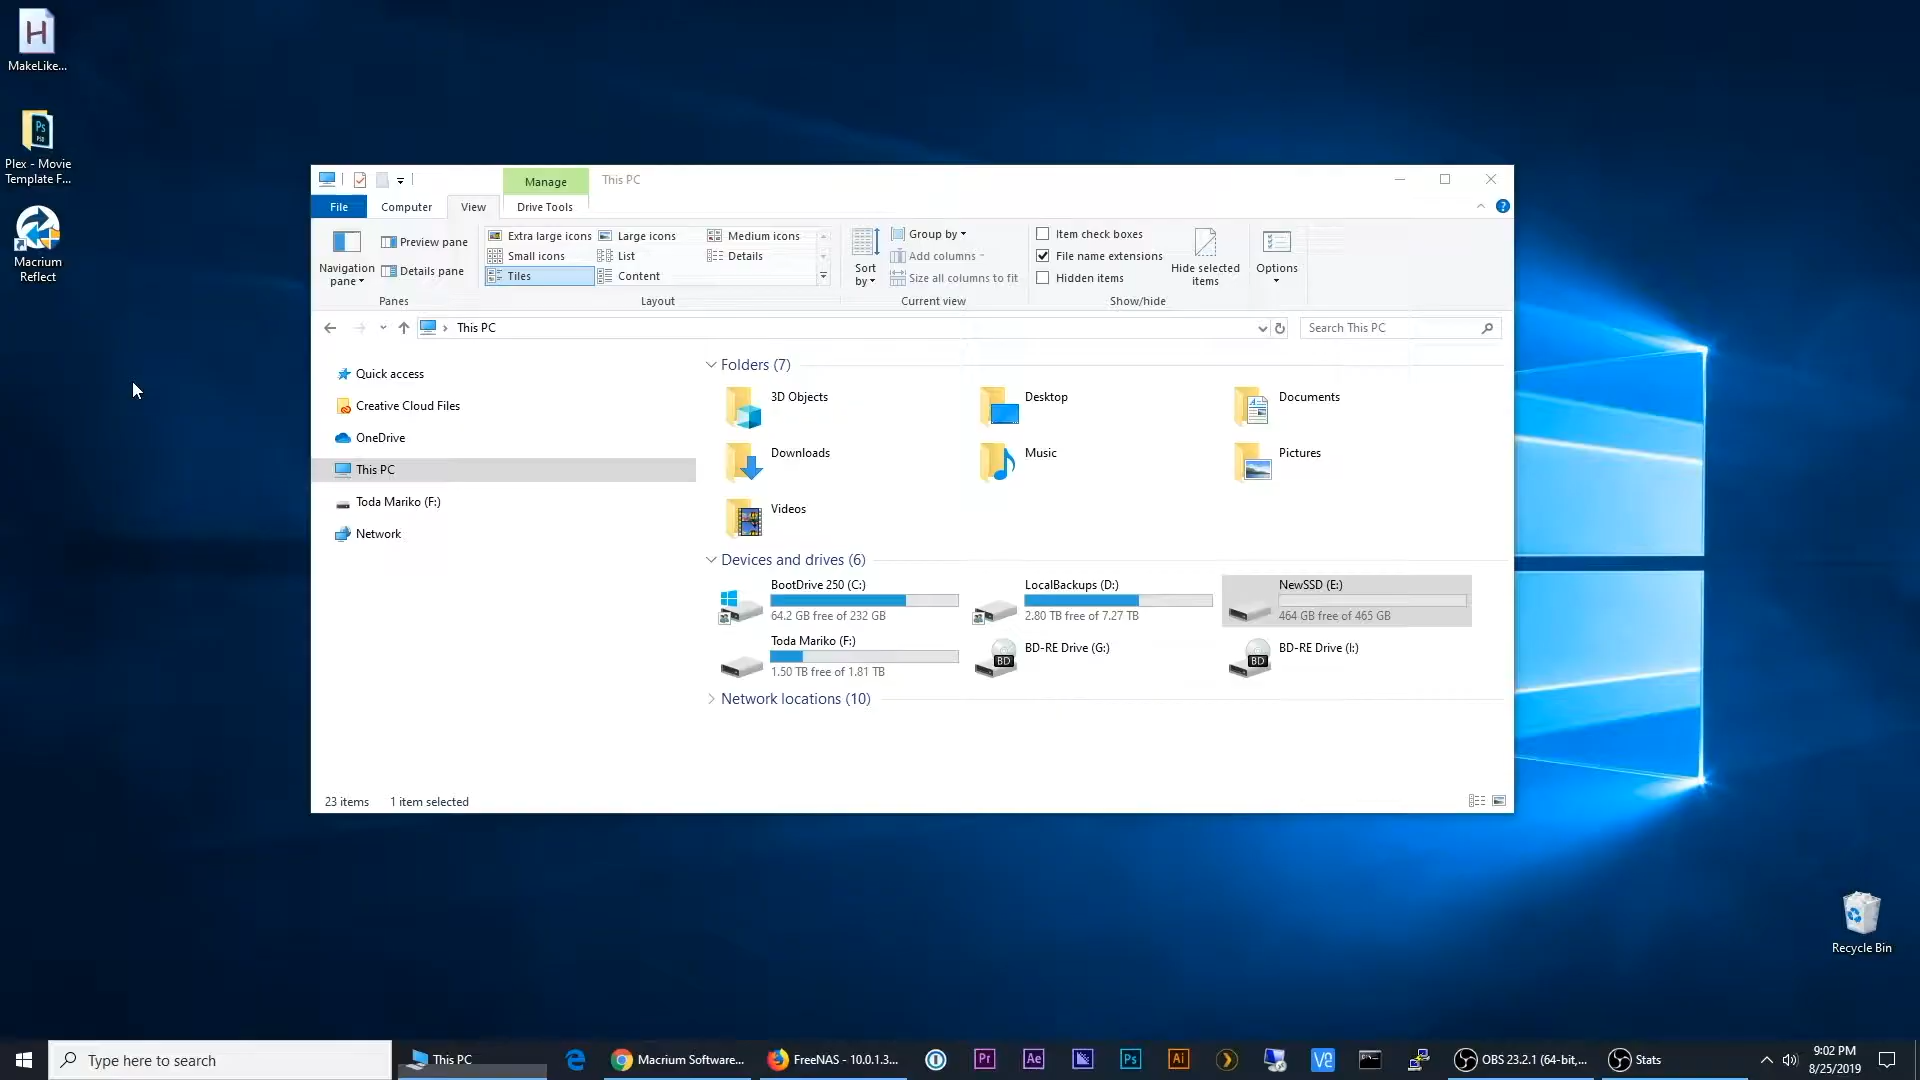 MakeLike...
Plex - Movie
Template F...
Macrium
Reflect
Manage
This PC
File
Computer
View
Drive Tools
Navigation
pane
Preview pane
Details pane
Panes
Extra large icons
Large icons
Medium icons
Small icons
List
Details
Tiles
Content
Layout
Sort
by
Group by
Add columns
Size all columns to fit
Current view
Item check boxes
File name extensions
Hidden items
Hide selected
items
Show/hide
Options
This PC
Search This PC
Quick access
Creative Cloud Files
OneDrive
This PC
Toda Mariko (F:)
Network
Folders (7)
3D Objects
Desktop
Documents
Downloads
Music
Pictures
Videos
Devices and drives (6)
BootDrive 250 (C:)
64.2 GB free of 232 GB
LocalBackups (D:)
2.80 TB free of 7.27 TB
NewSSD (E:)
464 GB free of 465 GB
Toda Mariko (F:)
1.50 TB free of 1.81 TB
BD
BD-RE Drive (G:)
BD
BD-RE Drive (I:)
Network locations (10)
23 items
1 item selected
Recycle Bin
Type here to search
This PC
Macrium Software...
FreeNAS - 10.0.1.3...
Pr
Ae
Ps
Ai
OBS 23.2.1 (64-bit,...
Stats
9:02 PM
8/25/2019